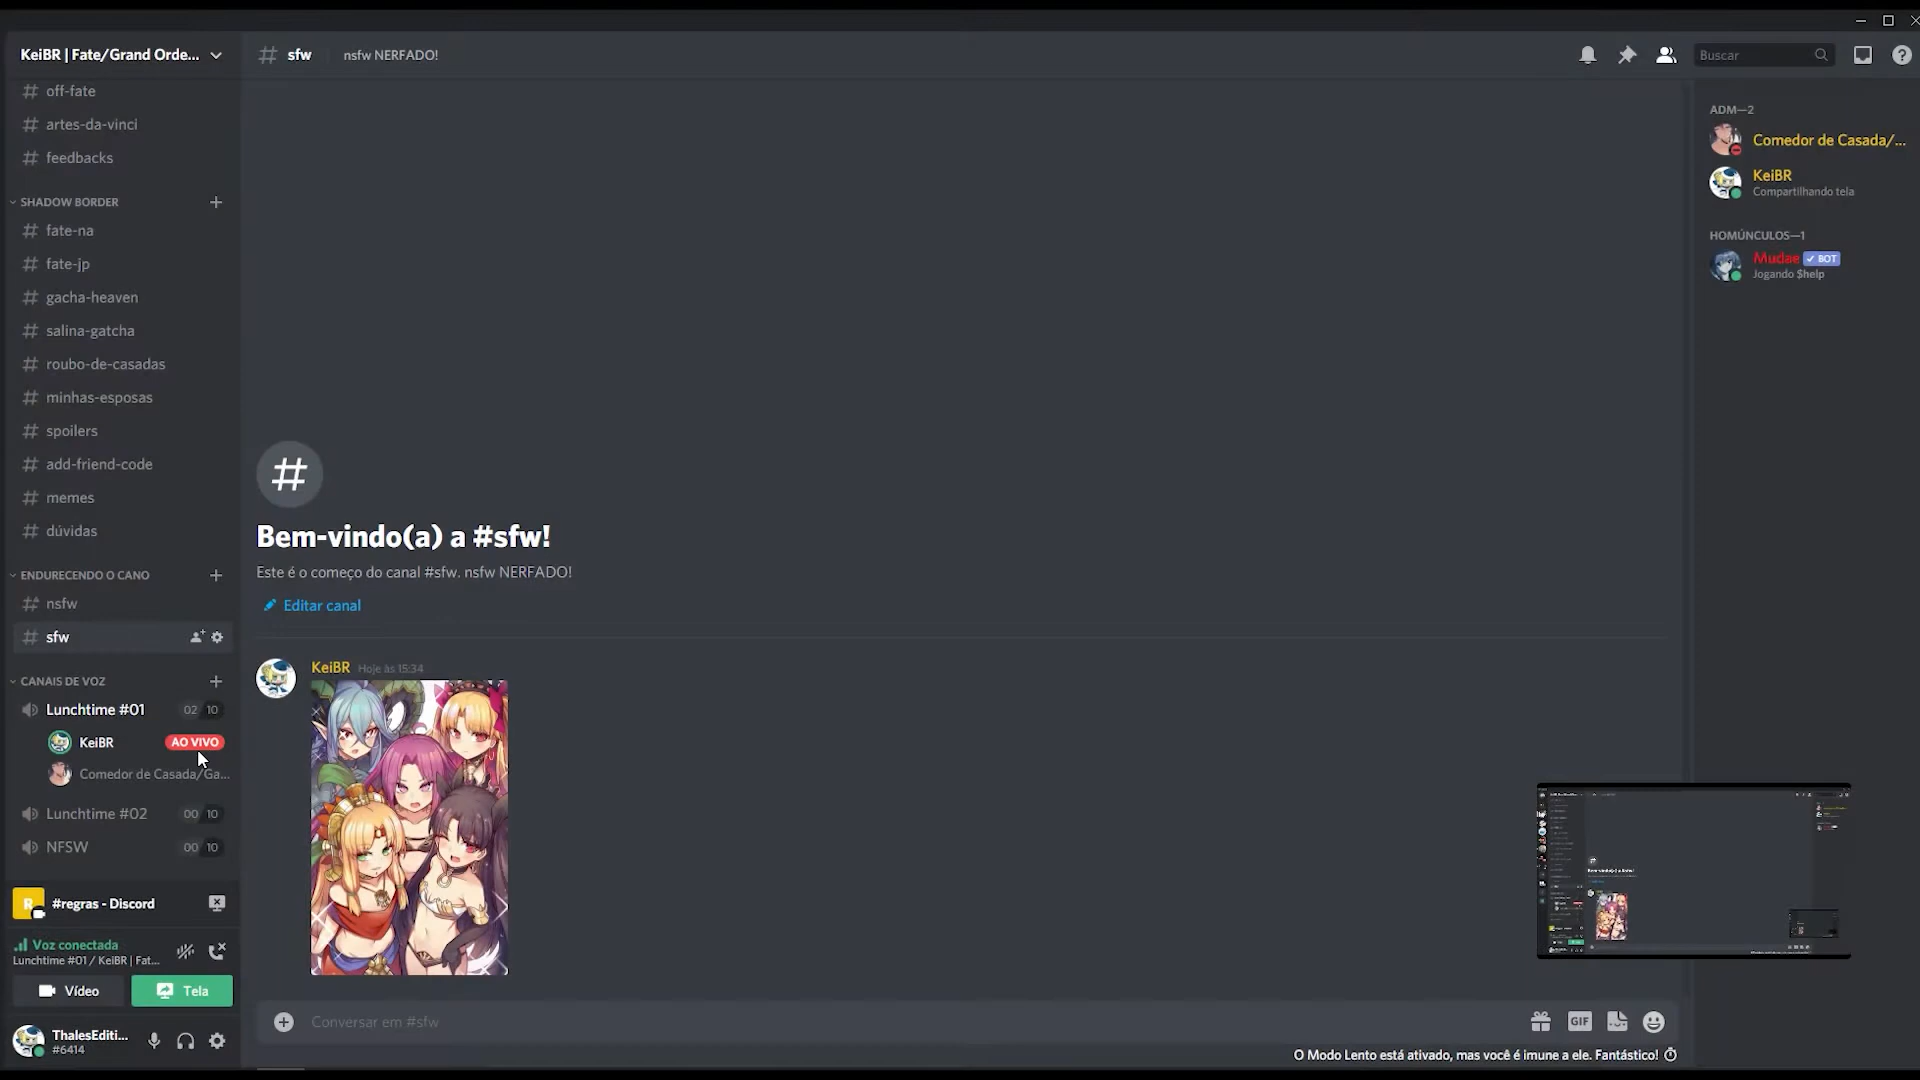 KeiBR | Fate/Grand Orde...
off-fate
artes-da-vinci
feedbacks
SHADOW BORDER
fate-na
fate-jp
gacha-heaven
salina-gatcha
roubo-de-casadas
minhas-esposas
spoilers
add-friend-code
memes
dúvidas
ENDURECENDO O CANO
nsfw
sfw
CANAIS DE VOZ
Lunchtime #01 02 10
KeiBR AO VIVO
Comedor de Casada/Ga...
Lunchtime #02 00 10
NFSW 00 10
R #regras - Discord
Voz conectada
Lunchtime #01 / KeiBR | Fat...
Vídeo Tela
ThalesEditi...
#6414
# sfw nsfw NERFADO!
Buscar
Bem-vindo(a) a #sfw!
Este é o começo do canal #sfw. nsfw NERFADO!
Editar canal
KeiBR Hoje às 15:34
Conversar em #sfw
GIF
O Modo Lento está ativado, mas você é imune a ele. Fantástico!
ADM—2
Comedor de Casada/...
KeiBR
Compartilhando tela
HOMÚNCULOS—1
Mudae BOT
Jogando $help
Bem-vindo(a) a #sfw!